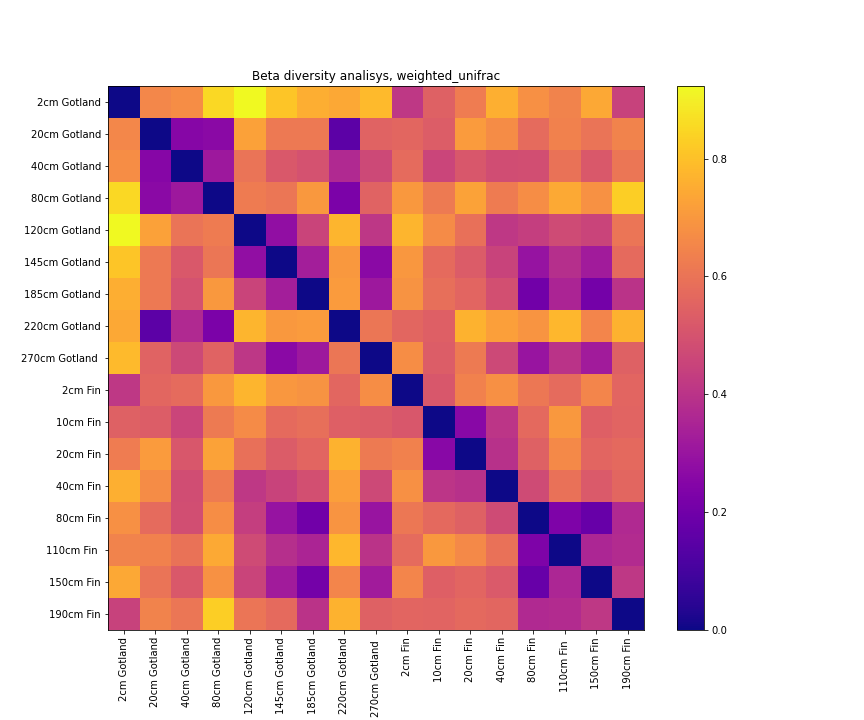 Beta diversity analisys, weighted_unifrac
2cm Gotland
20cm Gotland
40cm Gotland
80cm Gotland
120cm Gotland
145cm Gotland
185cm Gotland
220cm Gotland
270cm Gotland
2cm Fin
10cm Fin
20cm Fin
40cm Fin
80cm Fin
110cm Fin
150cm Fin
190cm Fin
2cm Gotland
20cm Gotland
40cm Gotland
80cm Gotland
120cm Gotland
145cm Gotland
185cm Gotland
220cm Gotland
270cm Gotland
2cm Fin
10cm Fin
20cm Fin
40cm Fin
80cm Fin
110cm Fin
150cm Fin
190cm Fin
0.8
0.6
0.4
0.2
0.0